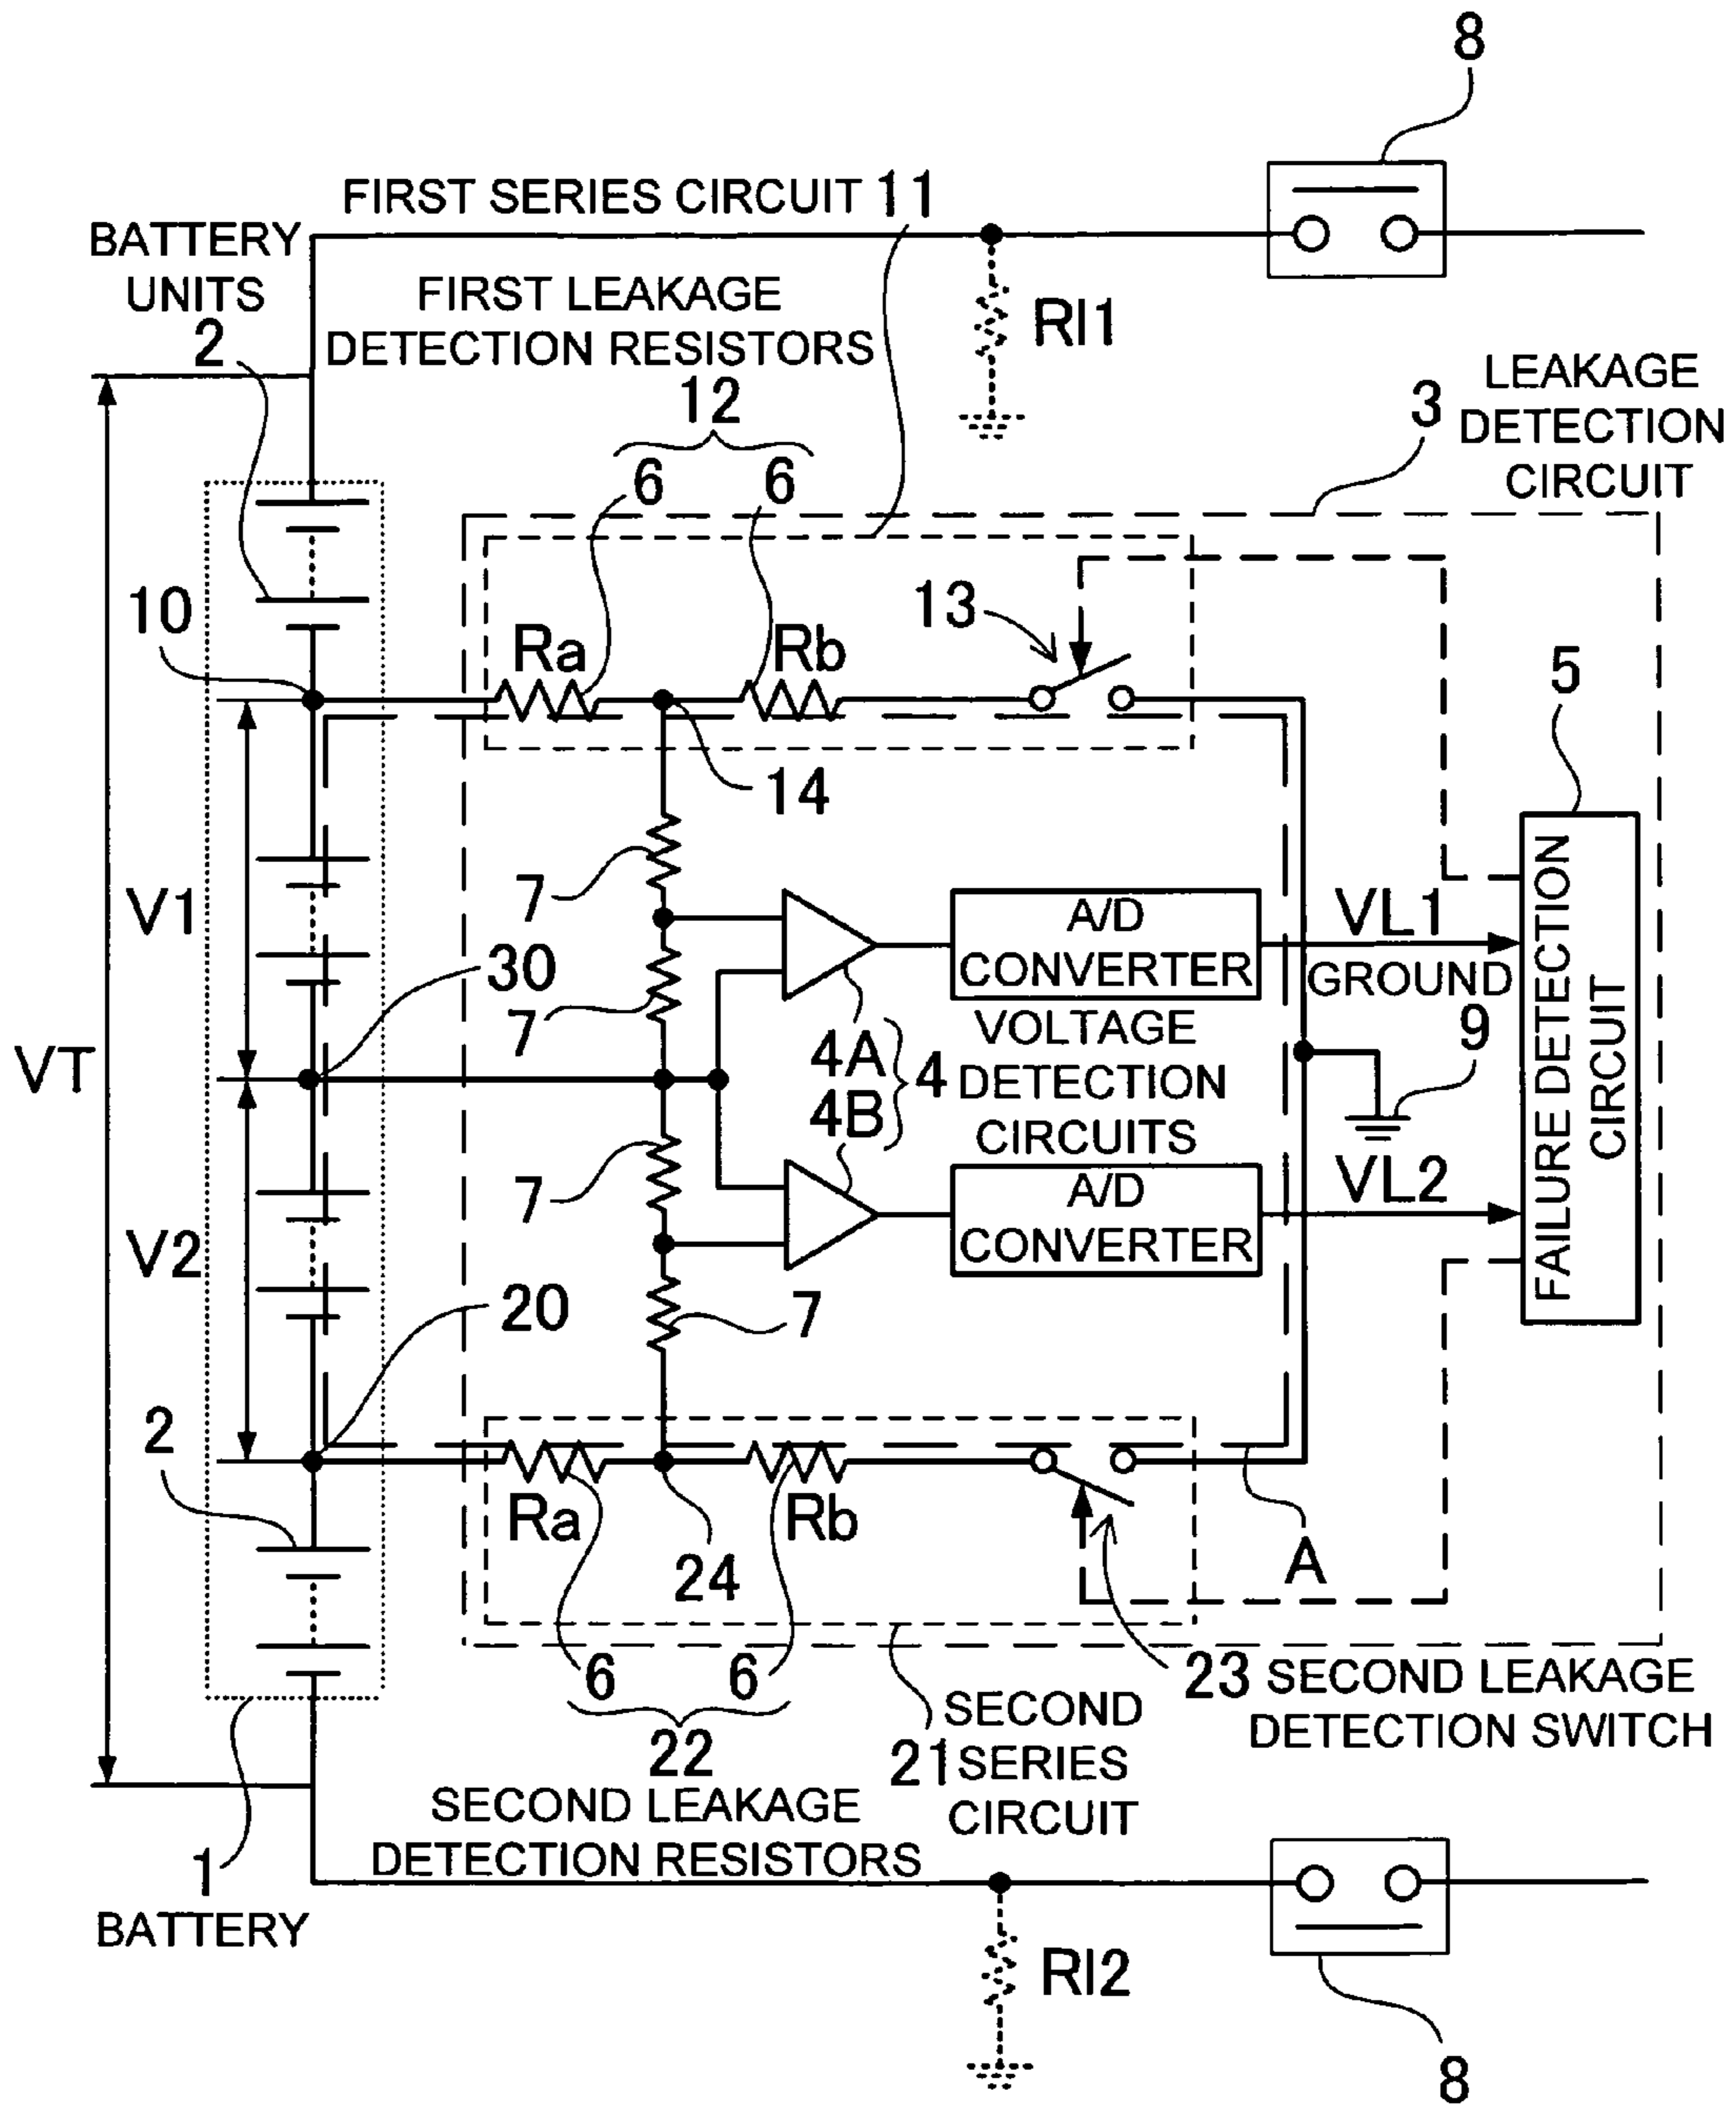 8
FIRST SERIES CIRCUIT 11
BATTERY
UNITS
2
FIRST LEAKAGE
DETECTION RESISTORS
12
6 6
Rl1
LEAKAGE
3 DETECTION
CIRCUIT
10
Ra
Rb
13
5
14
V1
7
A/D
CONVERTER
VL1
GROUND
30
7
VT
4A
4B
4
VOLTAGE
DETECTION
CIRCUITS
9
FAILURE DETECTION
CIRCUIT
7
A/D
CONVERTER
VL2
V2
20
7
2
Ra
24
Rb
A
6 6
22
SECOND LEAKAGE
DETECTION RESISTORS
21
SECOND
SERIES
CIRCUIT
23 SECOND LEAKAGE
DETECTION SWITCH
1
BATTERY
Rl2
8